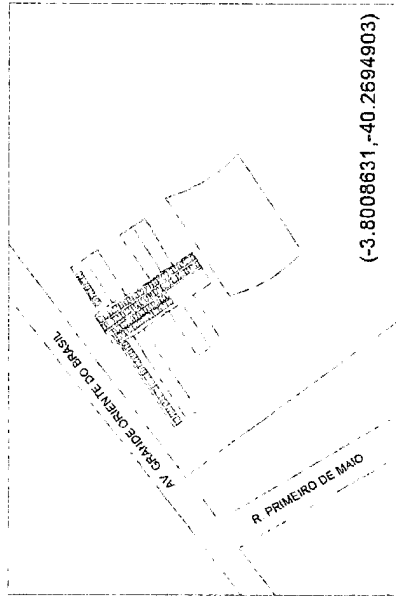 AV GRANDE ORIENTE DO BRASIL
R PRIMEIRO DE MAIO
(-3.8008631,-40.2694903)